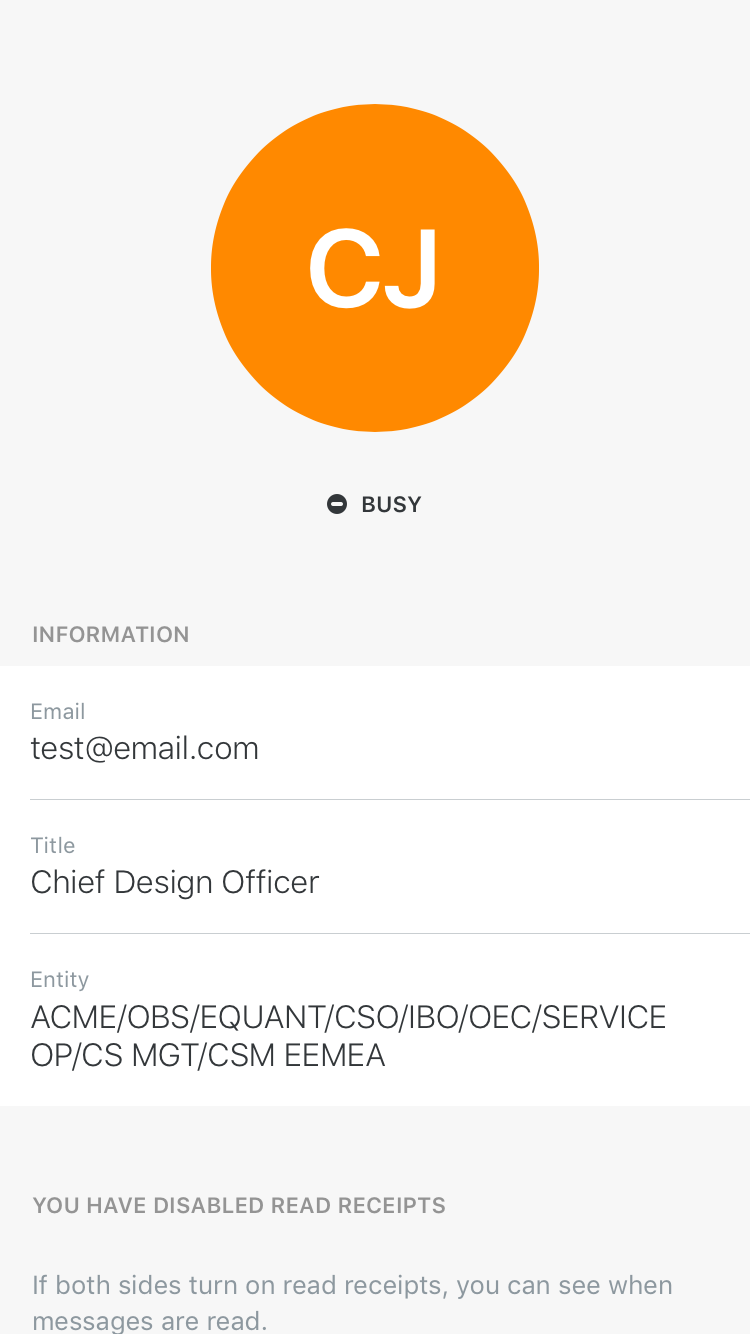 CJ
BUSY
INFORMATION
Email
test@email.com
Title
Chief Design Officer
Entity
ACME/OBS/EQUANT/CSO/IBO/OEC/SERVICE
OP/CS MGT/CSM EEMEA
YOU HAVE DISABLED READ RECEIPTS
If both sides turn on read receipts, you can see when
messages are read.